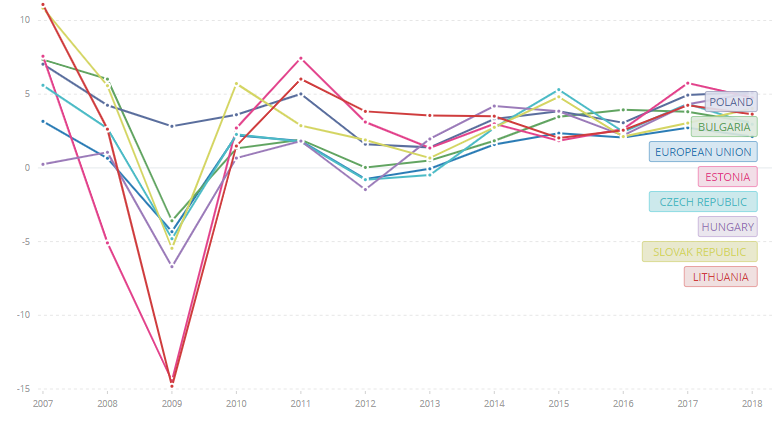 10
5
0
-5
-10
-15
POLAND
BULGARIA
EUROPEAN UNION
ESTONIA
CZECH REPUBLIC
HUNGARY
SLOVAK REPUBLIC
LITHUANIA
2007 2008 2009 2010 2011 2012 2013 2014 2015 2016 2017 2018